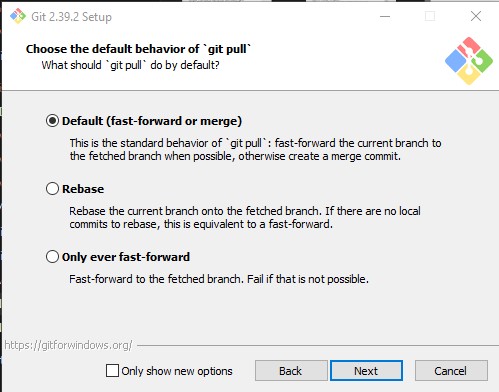 Git 2.39.2 Setup
Choose the default behavior of `git pull`
What should `git pull` do by default?
Default (fast-forward or merge)
This is the standard behavior of `git pull`: fast-forward the current branch to
the fetched branch when possible, otherwise create a merge commit.
Rebase
Rebase the current branch onto the fetched branch. If there are no local
commits to rebase, this is equivalent to a fast-forward.
Only ever fast-forward
Fast-forward to the fetched branch. Fail if that is not possible.
https://gitforwindows.org/
Only show new options
Back
Next
Cancel